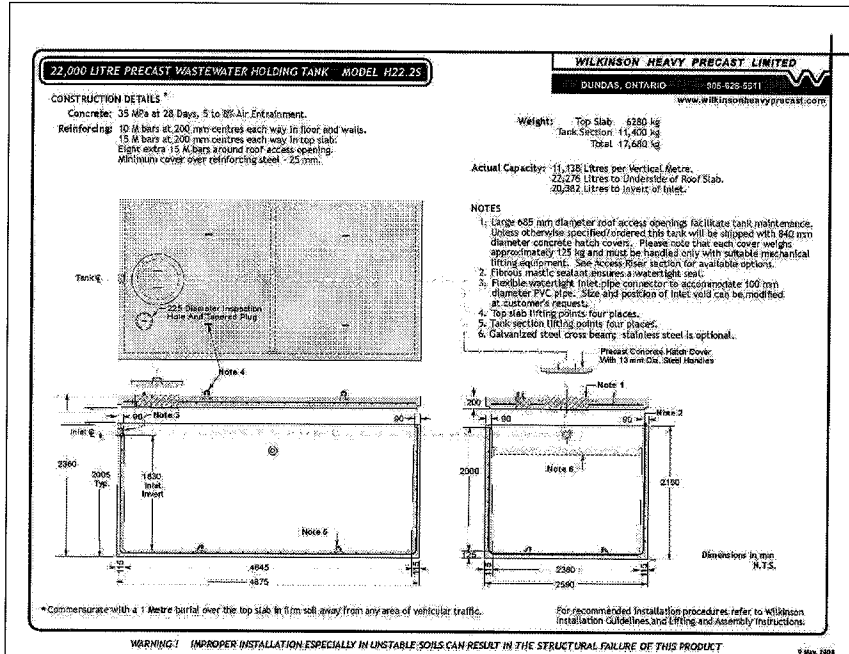 22,000 LITRE PRECAST WASTEWATER HOLDING TANK MODEL H22.2S
WILKINSON HEAVY PRECAST LIMITED
DUNDAS, ONTARIO 905-628-5611
www.wilkinsonheavyprecast.com
CONSTRUCTION DETAILS *
Concrete: 35 MPa at 28 Days, 5 to 8% Air Entrainment.
Reinforcing: 10 M bars at 200 mm centres each way in floor and walls.
15 M bars at 200 mm centres each way in top slab.
Eight extra 15 M bars around roof access opening.
Minimum cover over reinforcing steel - 25 mm.
Weight: Top Slab 6280 kg
Tank Section 11,400 kg
Total 17,680 kg
Actual Capacity: 11,138 Litres per Vertical Metre.
22,276 Litres to Underside of Roof Slab.
20,382 Litres to Invert of Inlet.
NOTES
1. Large 685 mm diameter roof access openings facilitate tank maintenance.
Unless otherwise specified/ordered this tank will be shipped with 840 mm
diameter concrete hatch covers. Please note that each cover weighs
approximately 125 kg and must be handled only with suitable mechanical
lifting equipment. See Access Riser section for available options.
2. Fibrous mastic sealant ensures a watertight seal.
3. Flexible watertight inlet pipe connector to accommodate 100 mm
diameter PVC pipe. Size and position of inlet void can be modified
at customer's request.
4. Top slab lifting points four places.
5. Tank section lifting points four places.
6. Galvanized steel cross beam; stainless steel is optional.
Tank
225 Diameter Inspection
Hole And Tapered Plug
Note 4
Precast Concrete Hatch Cover
With 13 mm Dia. Steel Handles
Note 1
200
90
Note 3
90
90
90
Note 2
Inlet
2360
2005
Typ.
1830
Inlet
Invert
Note 5
2000
Note 6
2160
125
115
4645
115
4875
115
2360
115
2590
Dimensions in mm
N.T.S.
* Commensurate with a 1 Metre burial over the top slab in firm soil away from any area of vehicular traffic.
For recommended installation procedures refer to Wilkinson
Installation Guidelines, and Lifting and Assembly Instructions.
WARNING ! IMPROPER INSTALLATION ESPECIALLY IN UNSTABLE SOILS CAN RESULT IN THE STRUCTURAL FAILURE OF THIS PRODUCT